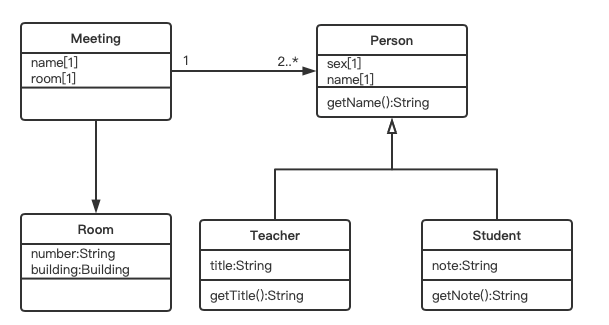 Meeting
name[1]
room[1]
1
2..*
Person
sex[1]
name[1]
getName():String
Room
number:String
building:Building
Teacher
title:String
getTitle():String
Student
note:String
getNote():String